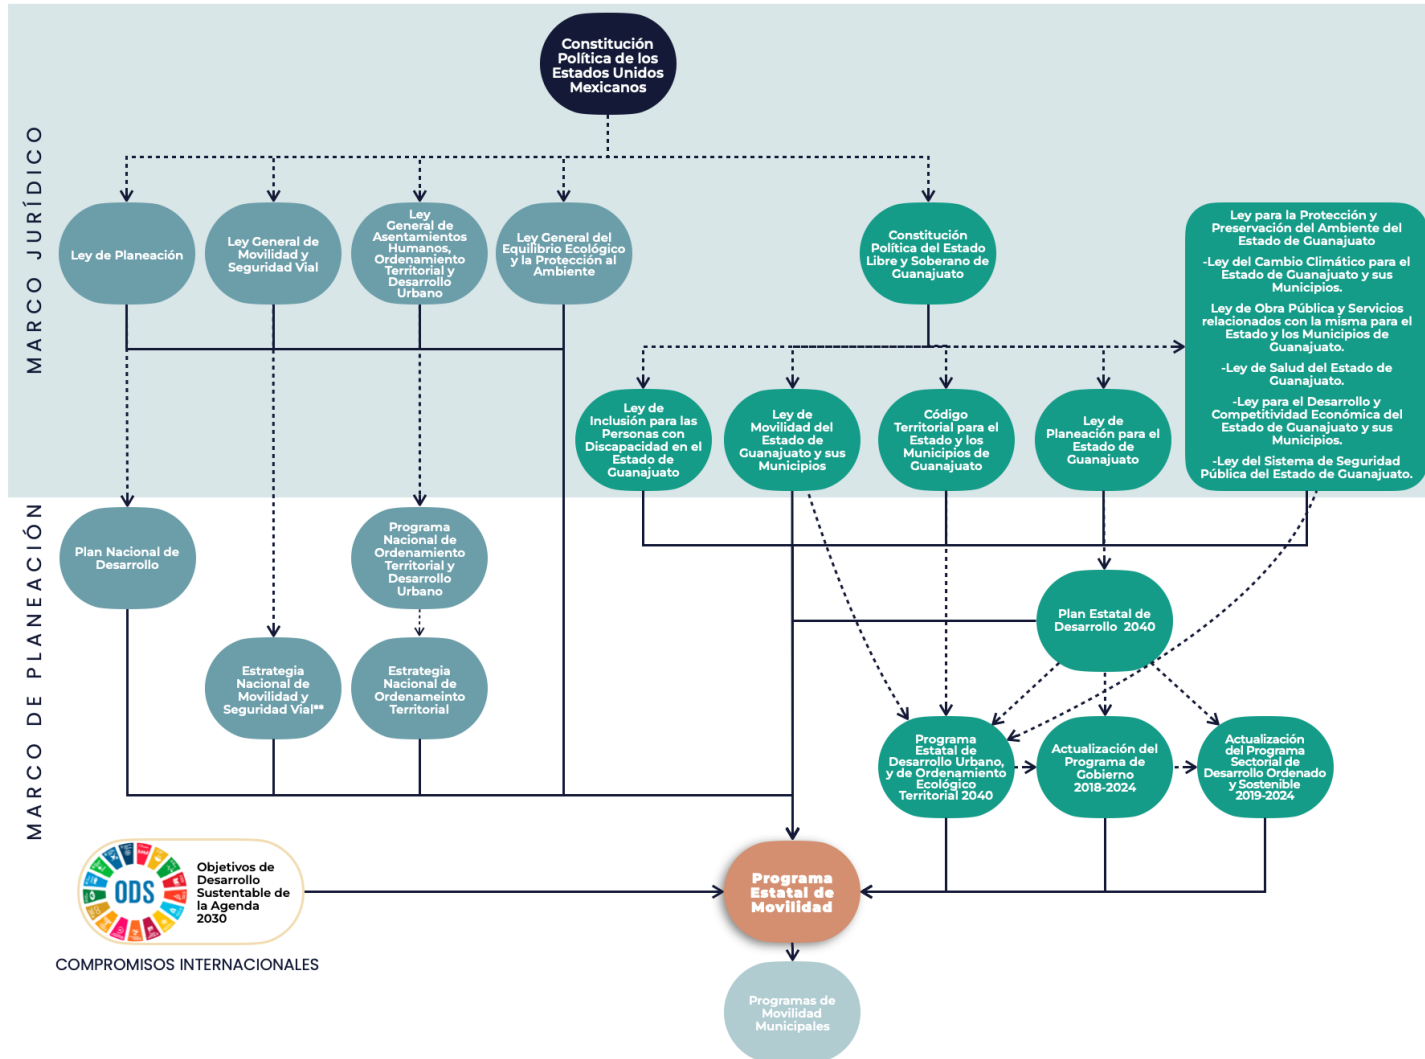 Constitución
Política de los
Estados Unidos
Mexicanos
MARCO JURÍDICO
Ley de Planeación
Ley General de
Movilidad y
Seguridad Vial
Ley
General de
Asentamientos
Humanos,
Ordenamiento
Territorial y
Desarrollo
Urbano
Ley General del
Equilibrio Ecológico
y la Protección al
Ambiente
Constitución
Política del Estado
Libre y Soberano de
Guanajuato
Ley para la Protección y
Preservación del Ambiente del
Estado de Guanajuato
-Ley del Cambio Climático para el
Estado de Guanajuato y sus
Municipios.
Ley de Obra Pública y Servicios
relacionados con la misma para el
Estado y los Municipios de
Guanajuato.
-Ley de Salud del Estado de
Guanajuato.
-Ley para el Desarrollo y
Competitividad Económica del
Estado de Guanajuato y sus
Municipios.
-Ley del Sistema de Seguridad
Pública del Estado de Guanajuato.
Ley de
Inclusión para las
Personas con
Discapacidad en el
Estado de
Guanajuato
Ley de
Movilidad del
Estado de
Guanajuato y sus
Municipios
Código
Territorial para el
Estado y los
Municipios de
Guanajuato
Ley de
Planeación para el
Estado de
Guanajuato
MARCO DE PLANEACIÓN
Plan Nacional de
Desarrollo
Programa
Nacional de
Ordenamiento
Territorial y
Desarrollo
Urbano
Plan Estatal de
Desarrollo 2040
Estrategia
Nacional de
Movilidad y
Seguridad Vial**
Estrategia
Nacional de
Ordenameinto
Territorial
Programa
Estatal de
Desarrollo Urbano,
y de Ordenamiento
Ecológico
Territorial 2040
Actualización del
Programa de
Gobierno
2018-2024
Actualización
del Programa
Sectorial de
Desarrollo Ordenado
y Sostenible
2019-2024
ODS
Objetivos de
Desarrollo
Sustentable de
la Agenda
2030
COMPROMISOS INTERNACIONALES
Programa
Estatal de
Movilidad
Programas de
Movilidad
Municipales